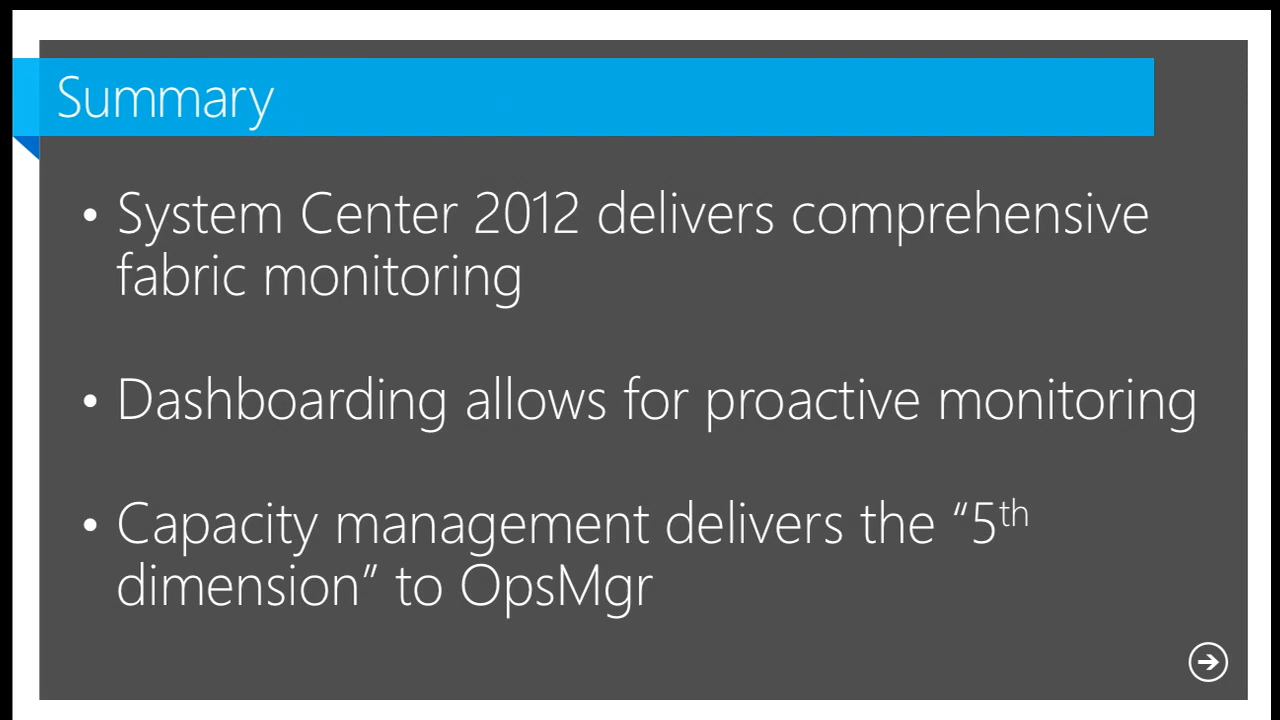 Summary
• System Center 2012 delivers comprehensive
fabric monitoring
• Dashboarding allows for proactive monitoring
• Capacity management delivers the “5th
dimension” to OpsMgr